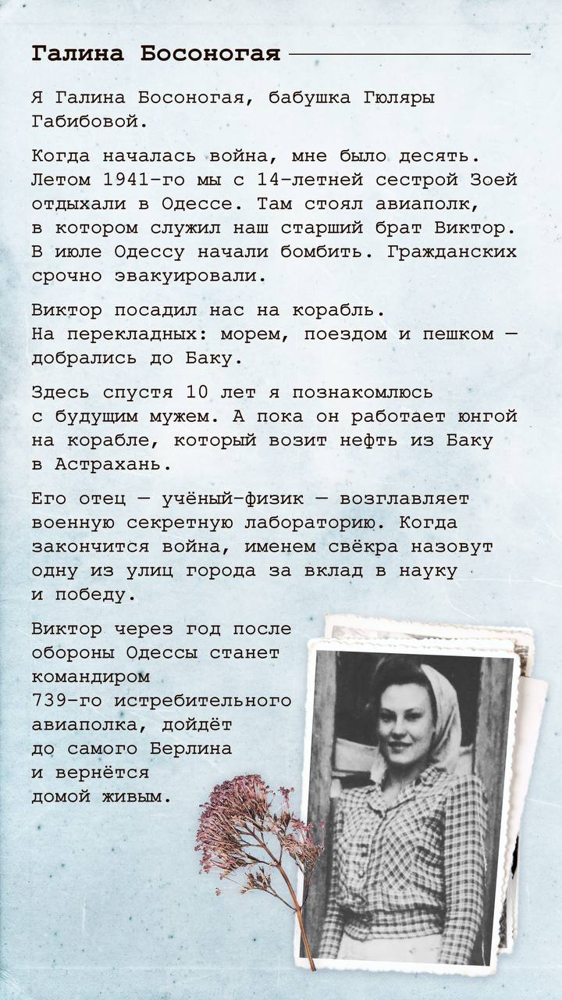 Галина Босоногая
Я Галина Босоногая, бабушка Гюляры
Габибовой.
Когда началась война, мне было десять.
Летом 1941-го мы с 14-летней сестрой Зоей
отдыхали в Одессе. Там стоял авиаполк,
в котором служил наш старший брат Виктор.
В июле Одессу начали бомбить. Гражданских
срочно эвакуировали.
Виктор посадил нас на корабль.
На перекладных: морем, поездом и пешком —
добрались до Баку.
Здесь спустя 10 лет я познакомлюсь
с будущим мужем. А пока он работает юнгой
на корабле, который возит нефть из Баку
в Астрахань.
Его отец — учёный-физик — возглавляет
военную секретную лабораторию. Когда
закончится война, именем свёкра назовут
одну из улиц города за вклад в науку
и победу.
Виктор через год после
обороны Одессы станет
командиром
739-го истребительного
авиаполка, дойдёт
до самого Берлина
и вернётся
домой живым.